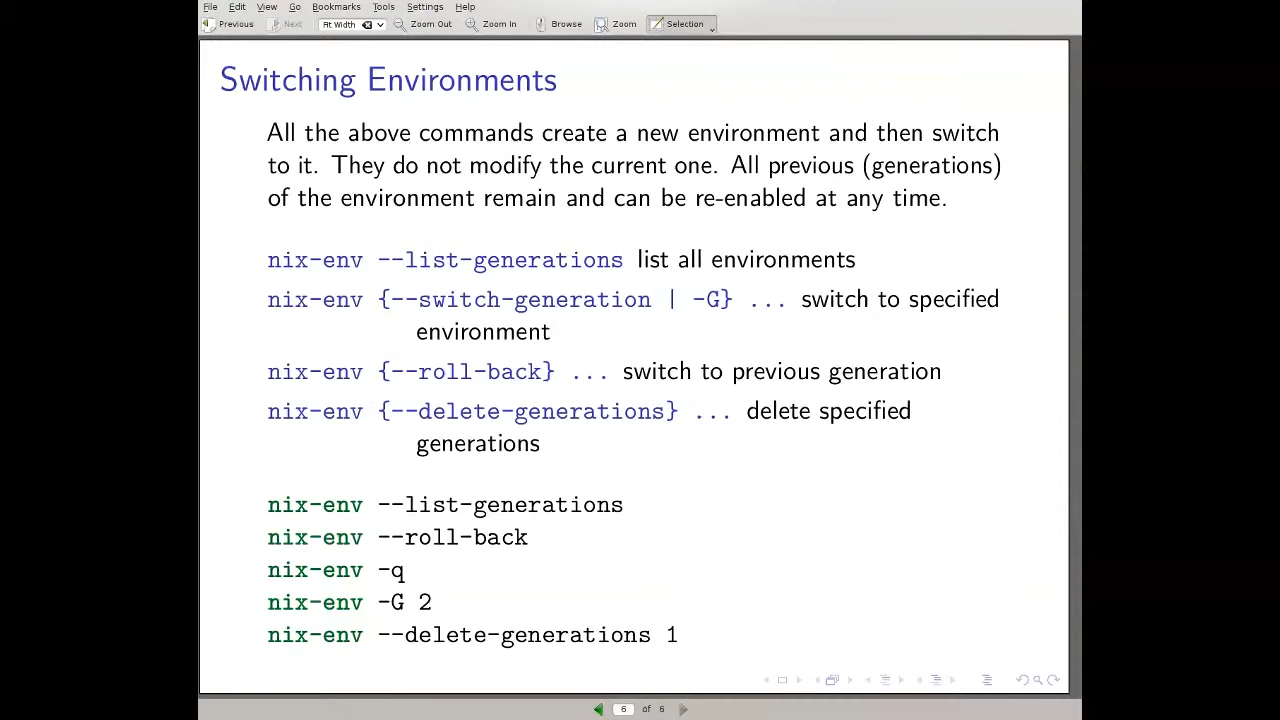 File Edit View Go Bookmarks Tools Settings Help
Previous Next Fit Width Zoom Out Zoom In Browse Zoom Selection
Switching Environments
All the above commands create a new environment and then switch
to it. They do not modify the current one. All previous (generations)
of the environment remain and can be re-enabled at any time.
nix-env --list-generations list all environments
nix-env {--switch-generation | -G} ... switch to specified
environment
nix-env {--roll-back} ... switch to previous generation
nix-env {--delete-generations} ... delete specified
generations
nix-env --list-generations
nix-env --roll-back
nix-env -q
nix-env -G 2
nix-env --delete-generations 1
6 of 6